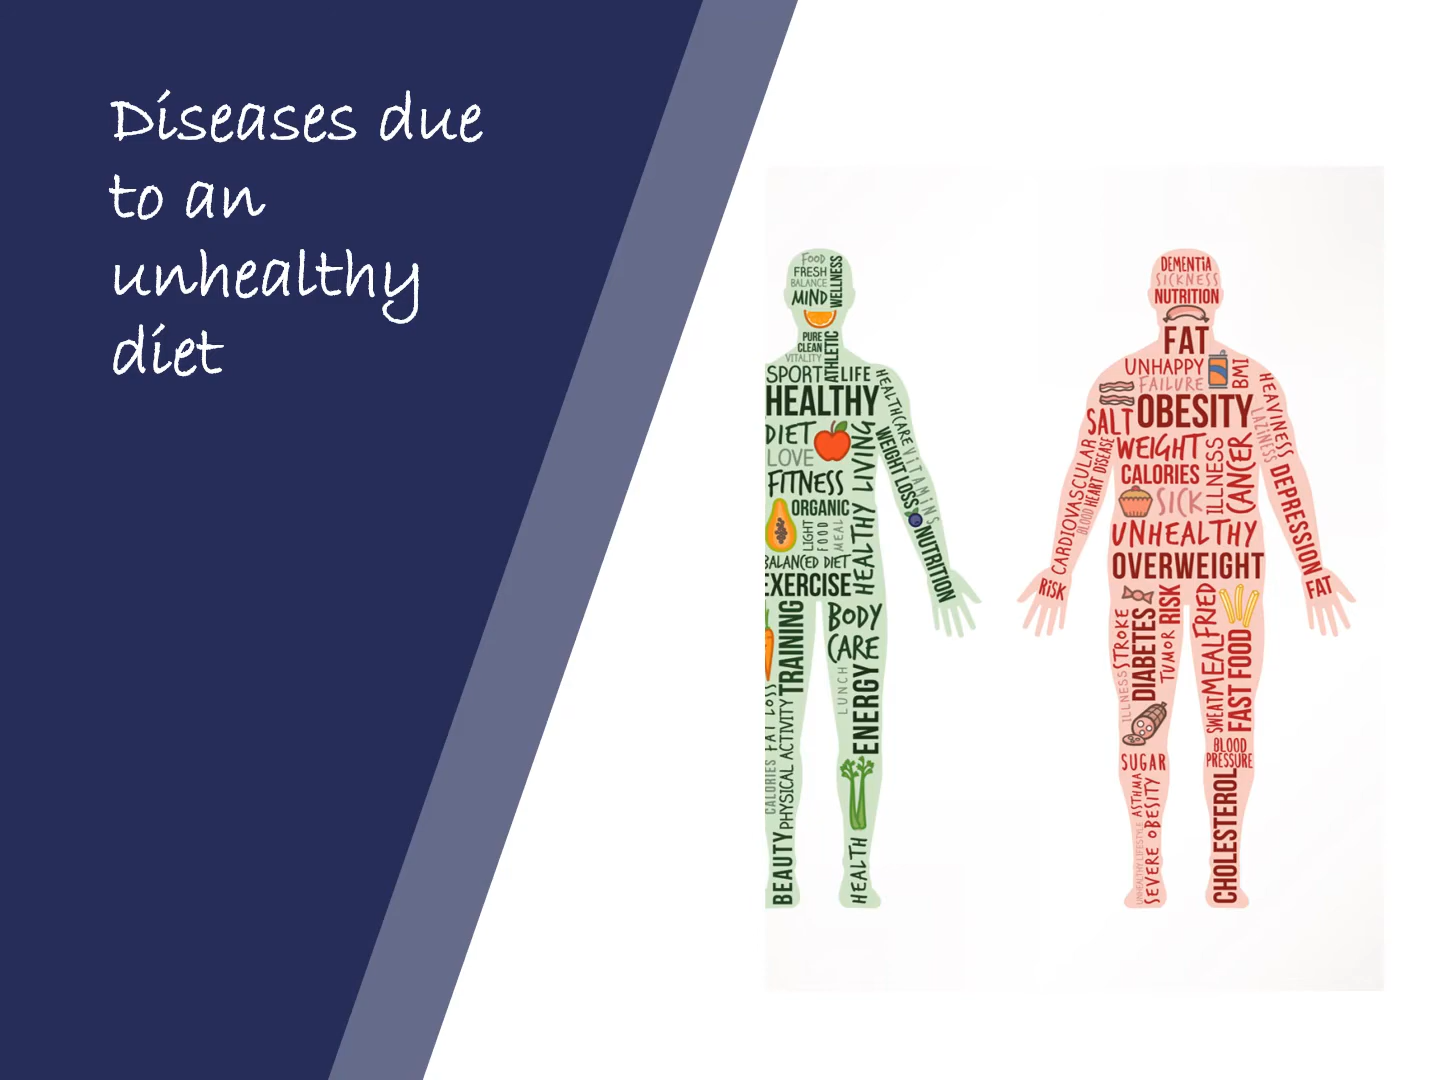 Diseases due
to an
unhealthy
diet
FOOD
FRESH
BALANCE
MIND
WELLNESS
PURE
CLEAN
VITALITY
ATHLETIC
SPORT
LIFE
HEALTHY
HEALTHCARE
DIET
LOVE
WEIGHT LOSS
VITAMINS
FITNESS
HEALTHY LIVING
ORGANIC
LIGHT
FOOD
MEAL
NUTRITION
BALANCED DIET
EXERCISE
TRAINING
BODY
CARE
LUNCH
ENERGY
FAT LOSS
CALORIES
PHYSICAL ACTIVITY
BEAUTY
HEALTH
DEMENTIA
SICKNESS
NUTRITION
FAT
UNHAPPY
FAILURE
BMI
HEAVINESS
LAZINESS
OBESITY
SALT
WEIGHT
CALORIES
ILLNESS
CANCER
CARDIOVASCULAR
BLOOD
HEART DISEASE
SICK
DEPRESSION
UNHEALTHY
OVERWEIGHT
RISK
FAT
STROKE
ILLNESS
DIABETES
RISK
TUMOR
FRIED
MEAL
SWEAT
FAST FOOD
SUGAR
BLOOD
PRESSURE
ASTHMA
UNHEALTHY LIFESTYLE
SEVERE OBESITY
CHOLESTEROL